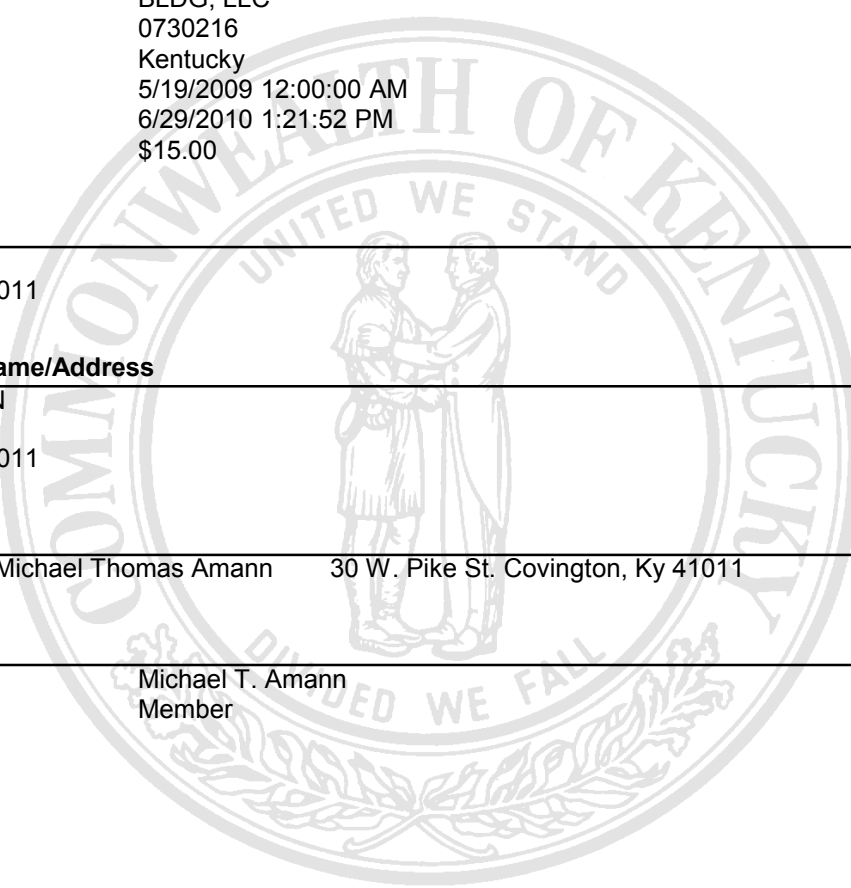 BLDG, LLC
0730216
Kentucky
5/19/2009 12:00:00 AM
6/29/2010 1:21:52 PM
$15.00
COMMONWEALTH OF KENTUCKY
UNITED WE STAND
011
ame/Address
N
011
Michael Thomas Amann 30 W. Pike St. Covington, Ky 41011
DIVIDED WE FALL
Michael T. Amann
Member